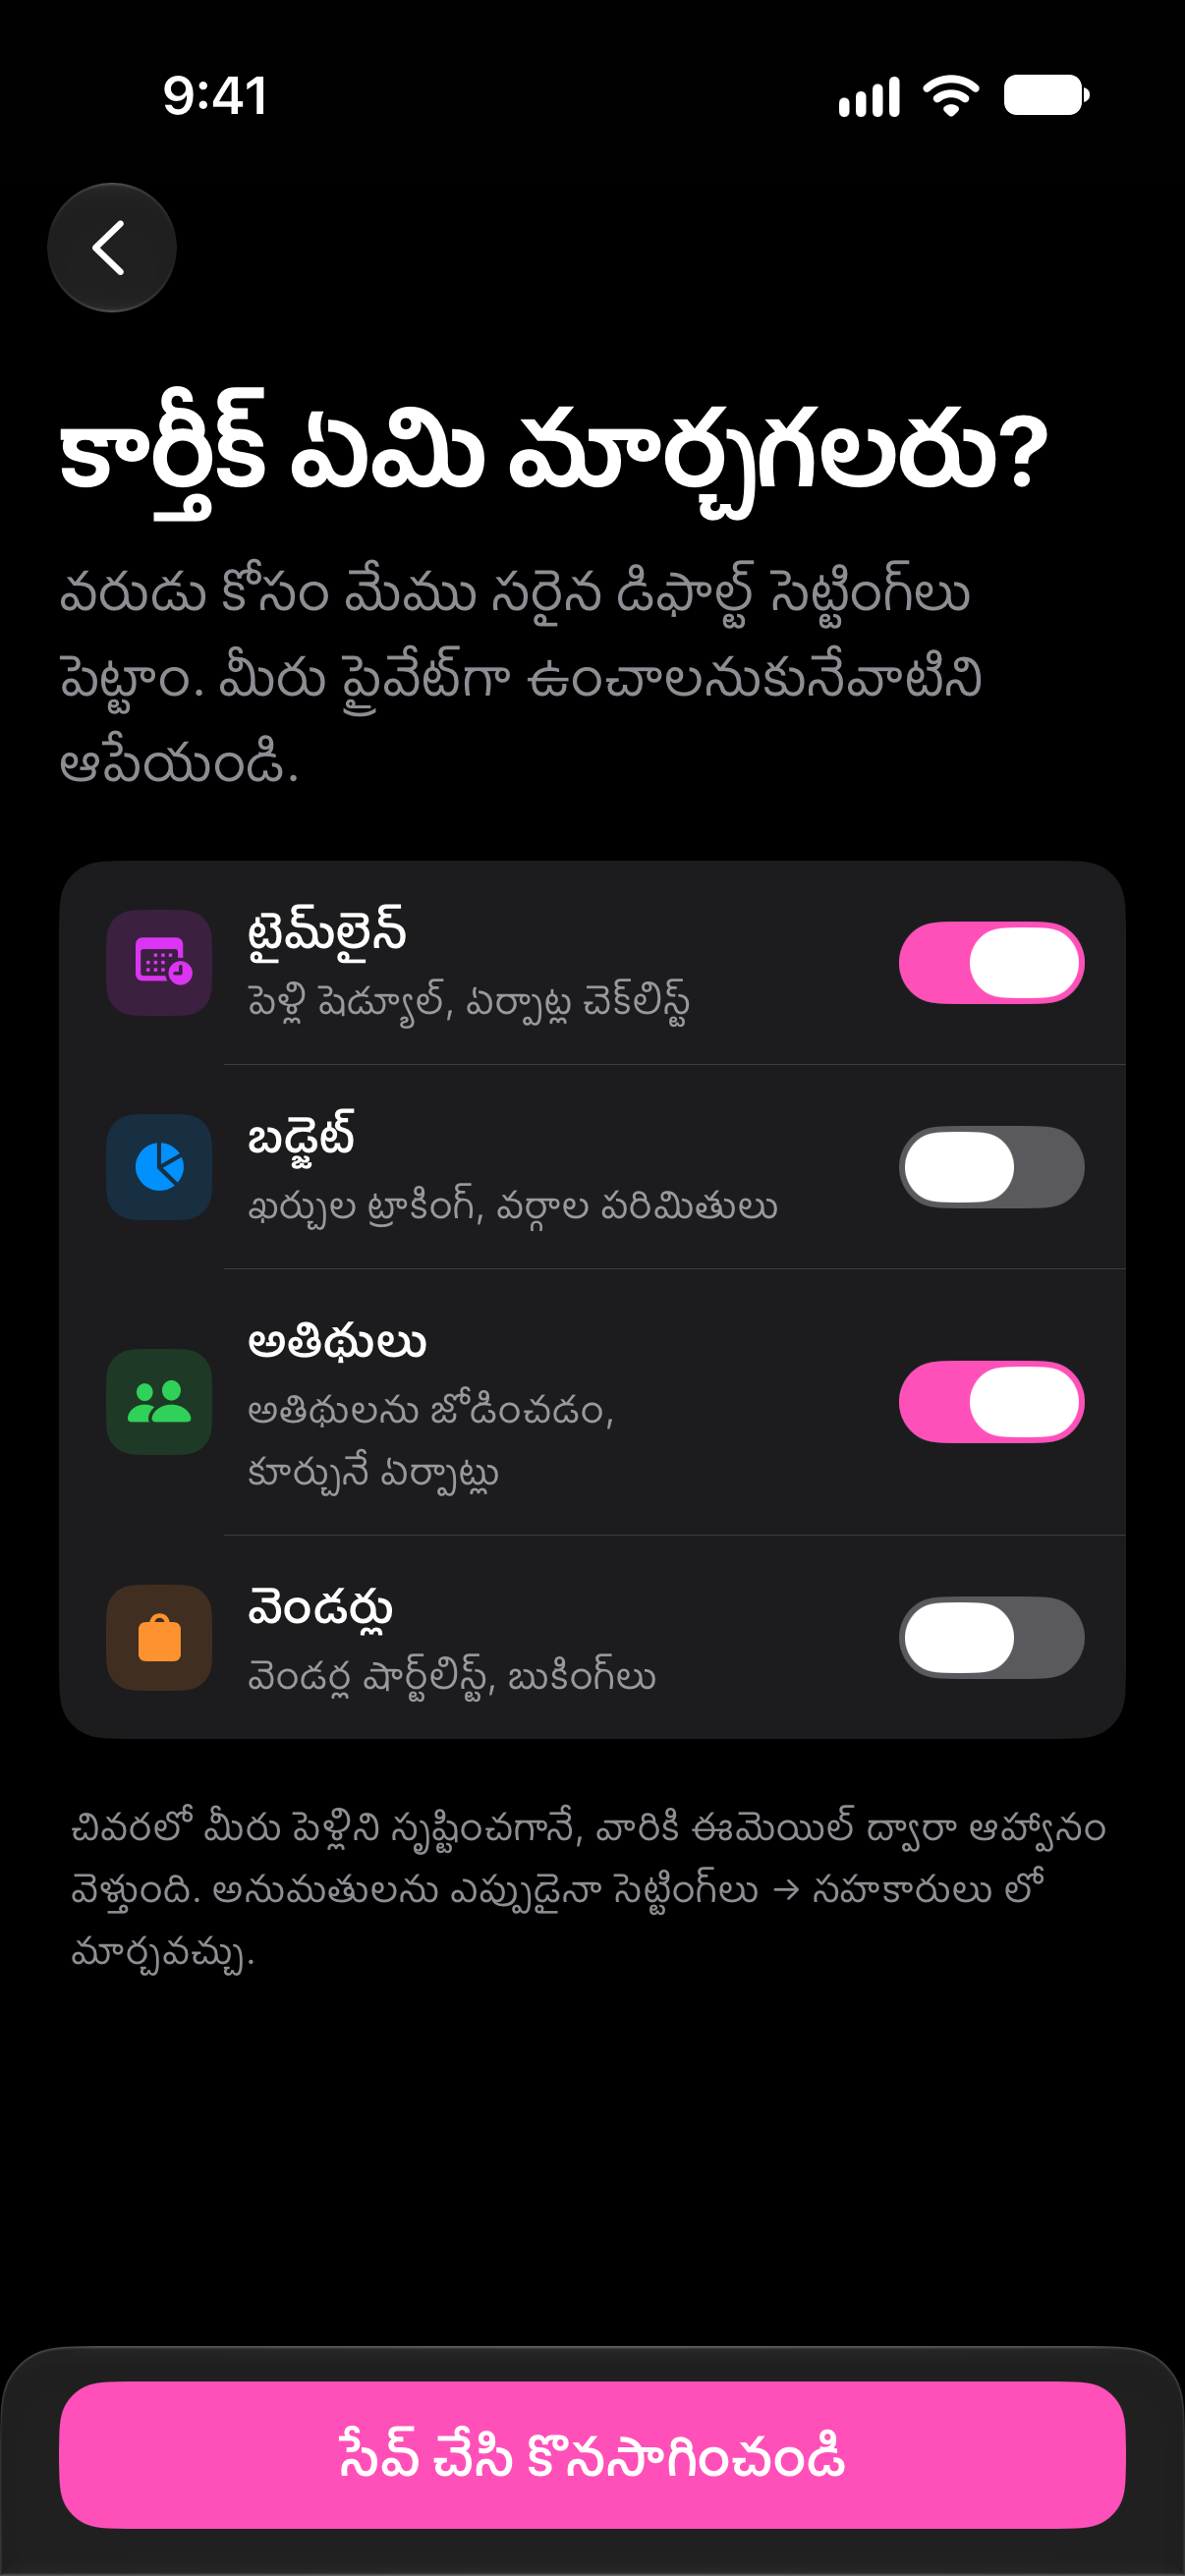 9:41
కార్తీక్ ఏమి మార్చగలరు?
వరుడు కోసం మేము సరైన డిఫాల్ట్ సెట్టింగ్‌లు
పెట్టాం. మీరు ప్రైవేట్‌గా ఉంచాలనుకునేవాటిని
ఆపేయండి.
టైమ్‌లైన్
పెళ్లి షెడ్యూల్, ఏర్పాట్ల చెక్‌లిస్ట్
బడ్జెట్
ఖర్చుల ట్రాకింగ్, వర్గాల పరిమితులు
అతిథులు
అతిథులను జోడించడం,
కూర్చునే ఏర్పాట్లు
వెండర్లు
వెండర్ల షార్ట్‌లిస్ట్, బుకింగ్‌లు
చివరలో మీరు పెళ్లిని సృష్టించగానే, వారికి ఈమెయిల్ ద్వారా ఆహ్వానం
వెళ్తుంది. అనుమతులను ఎప్పుడైనా సెట్టింగ్‌లు → సహకారులు లో
మార్చవచ్చు.
సేవ్ చేసి కొనసాగించండి